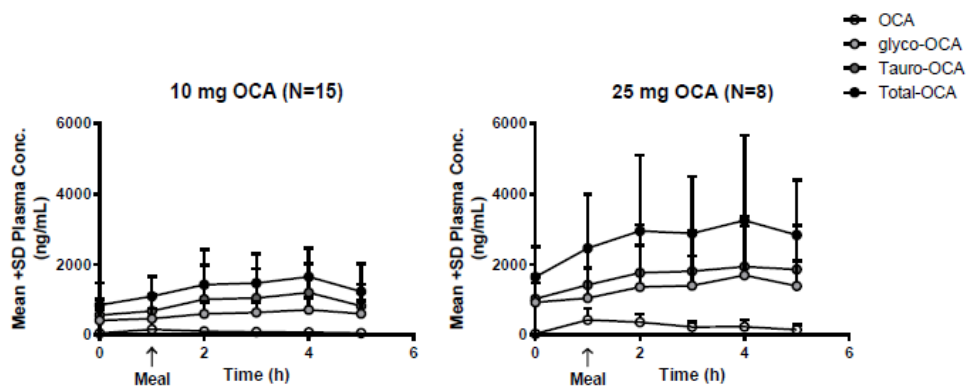 OCA
glyco-OCA
Tauro-OCA
Total-OCA
10 mg OCA (N=15)
Mean +SD Plasma Conc.
(ng/mL)
6000
4000
2000
0
0 2 4 6
Meal
Time (h)
25 mg OCA (N=8)
Mean +SD Plasma Conc.
(ng/mL)
6000
4000
2000
0
0 2 4 6
Meal
Time (h)